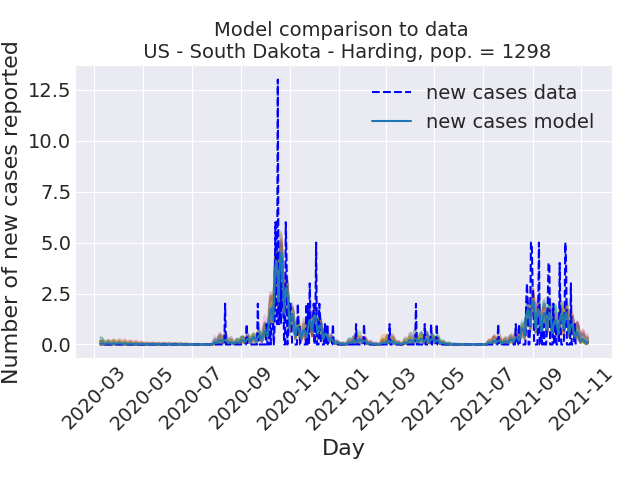 Model comparison to data
US - South Dakota - Harding, pop. = 1298
Number of new cases reported
12.5
10.0
7.5
5.0
2.5
0.0
new cases data
new cases model
2020-03
2020-05
2020-07
2020-09
2020-11
2021-01
2021-03
2021-05
2021-07
2021-09
2021-11
Day